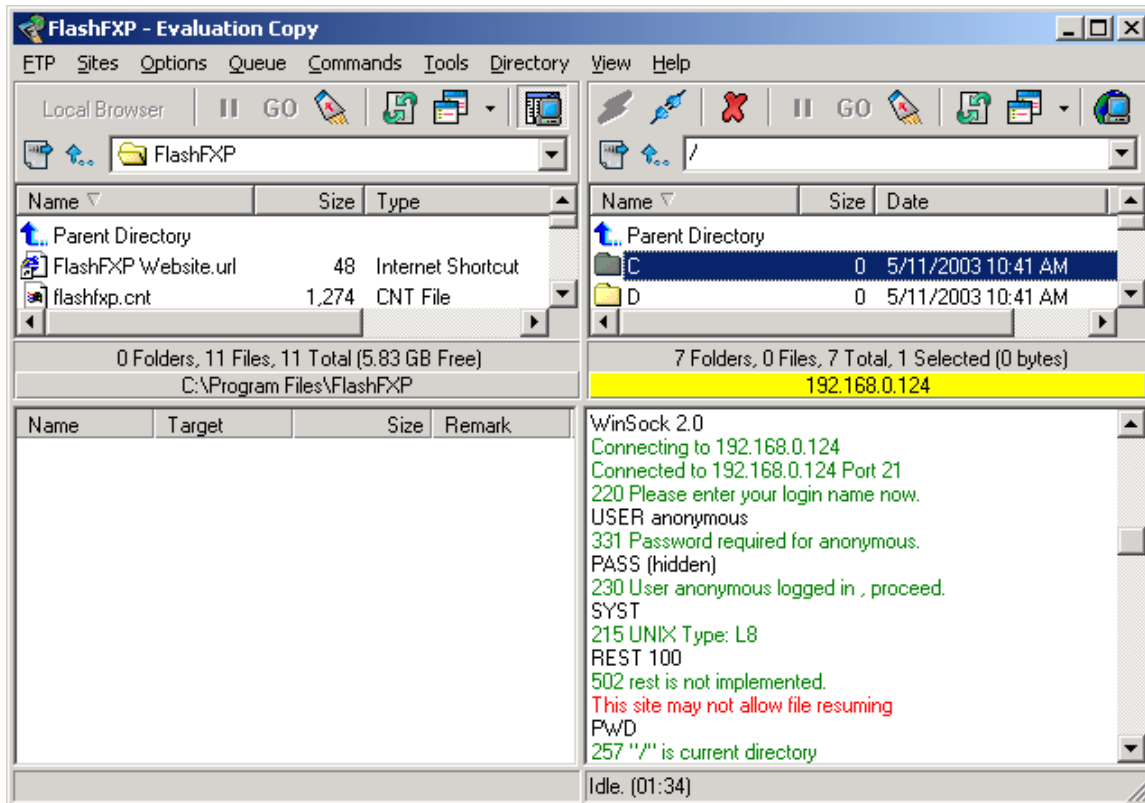 FlashFXP - Evaluation Copy
FTP Sites Options Queue Commands Tools Directory View Help
Local Browser GO
GO
FlashFXP
/
Name Size Type
Parent Directory
FlashFXP Website.url 48 Internet Shortcut
flashfxp.cnt 1,274 CNT File
0 Folders, 11 Files, 11 Total (5.83 GB Free)
C:\Program Files\FlashFXP
Name Size Date
Parent Directory
C 0 5/11/2003 10:41 AM
D 0 5/11/2003 10:41 AM
7 Folders, 0 Files, 7 Total, 1 Selected (0 bytes)
192.168.0.124
Name Target Size Remark
WinSock 2.0
Connecting to 192.168.0.124
Connected to 192.168.0.124 Port 21
220 Please enter your login name now.
USER anonymous
331 Password required for anonymous.
PASS (hidden)
230 User anonymous logged in , proceed.
SYST
215 UNIX Type: L8
REST 100
502 rest is not implemented.
This site may not allow file resuming
PWD
257 "/" is current directory
Idle. (01:34)